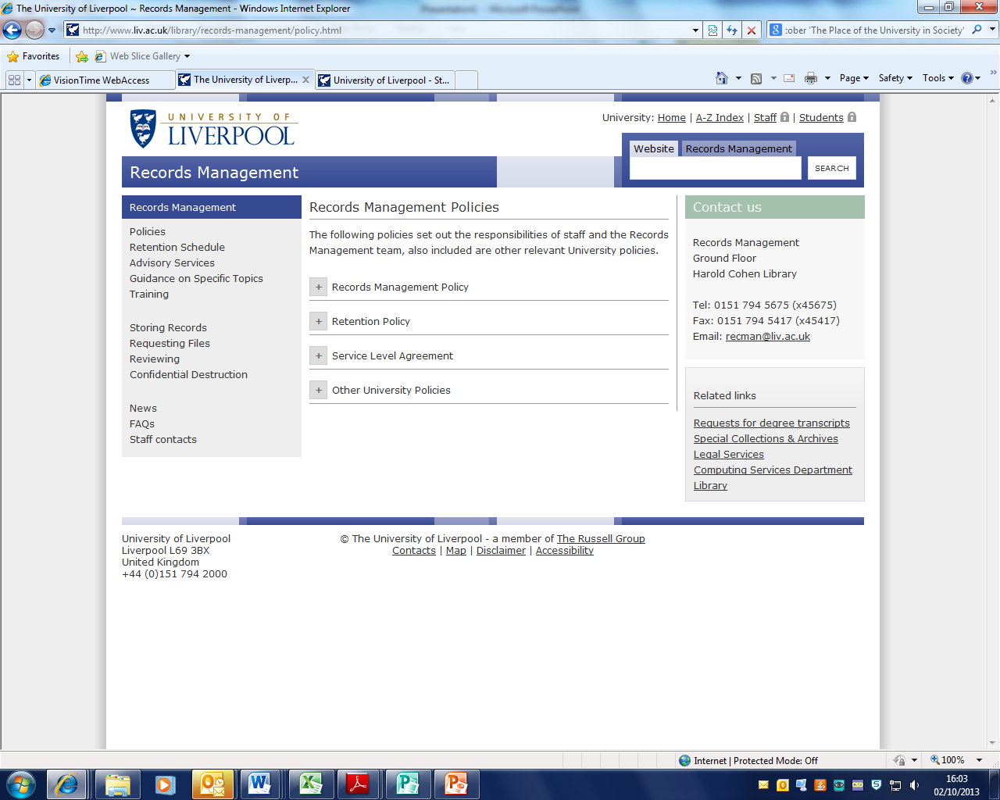 The University of Liverpool ~ Records Management - Windows Internet Explorer
http://www.liv.ac.uk/library/records-management/policy.html
:ober 'The Place of the University in Society'
Favorites
Web Slice Gallery
VisionTime WebAccess
The University of Liverp...
University of Liverpool - St...
Page
Safety
Tools
UNIVERSITY OF
LIVERPOOL
University: Home | A-Z Index | Staff | Students
Website
Records Management
SEARCH
Records Management
Records Management
Policies
Retention Schedule
Advisory Services
Guidance on Specific Topics
Training
Storing Records
Requesting Files
Reviewing
Confidential Destruction
News
FAQs
Staff contacts
Records Management Policies
The following policies set out the responsibilities of staff and the Records
Management team, also included are other relevant University policies.
+ Records Management Policy
+ Retention Policy
+ Service Level Agreement
+ Other University Policies
Contact us
Records Management
Ground Floor
Harold Cohen Library
Tel: 0151 794 5675 (x45675)
Fax: 0151 794 5417 (x45417)
Email: recman@liv.ac.uk
Related links
Requests for degree transcripts
Special Collections & Archives
Legal Services
Computing Services Department
Library
University of Liverpool
Liverpool L69 3BX
United Kingdom
+44 (0)151 794 2000
© The University of Liverpool - a member of The Russell Group
Contacts | Map | Disclaimer | Accessibility
Internet | Protected Mode: Off
100%
CSD
16:03
02/10/2013